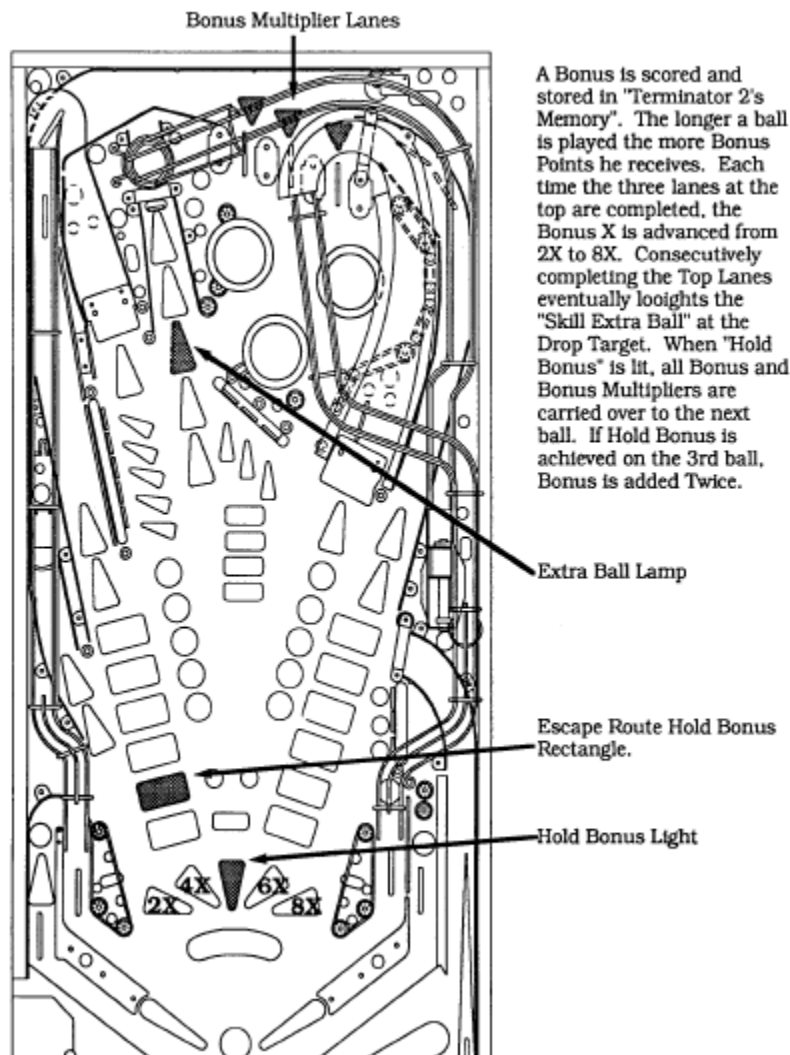 Bonus Multiplier Lanes
A Bonus is scored and
stored in "Terminator 2's
Memory". The longer a ball
is played the more Bonus
Points he receives. Each
time the three lanes at the
top are completed, the
Bonus X is advanced from
2X to 8X. Consecutively
completing the Top Lanes
eventually looights the
"Skill Extra Ball" at the
Drop Target. When "Hold
Bonus" is lit, all Bonus and
Bonus Multipliers are
carried over to the next
ball. If Hold Bonus is
achieved on the 3rd ball,
Bonus is added Twice.
Extra Ball Lamp
Escape Route Hold Bonus
Rectangle.
Hold Bonus Light
2X 4X 6X 8X